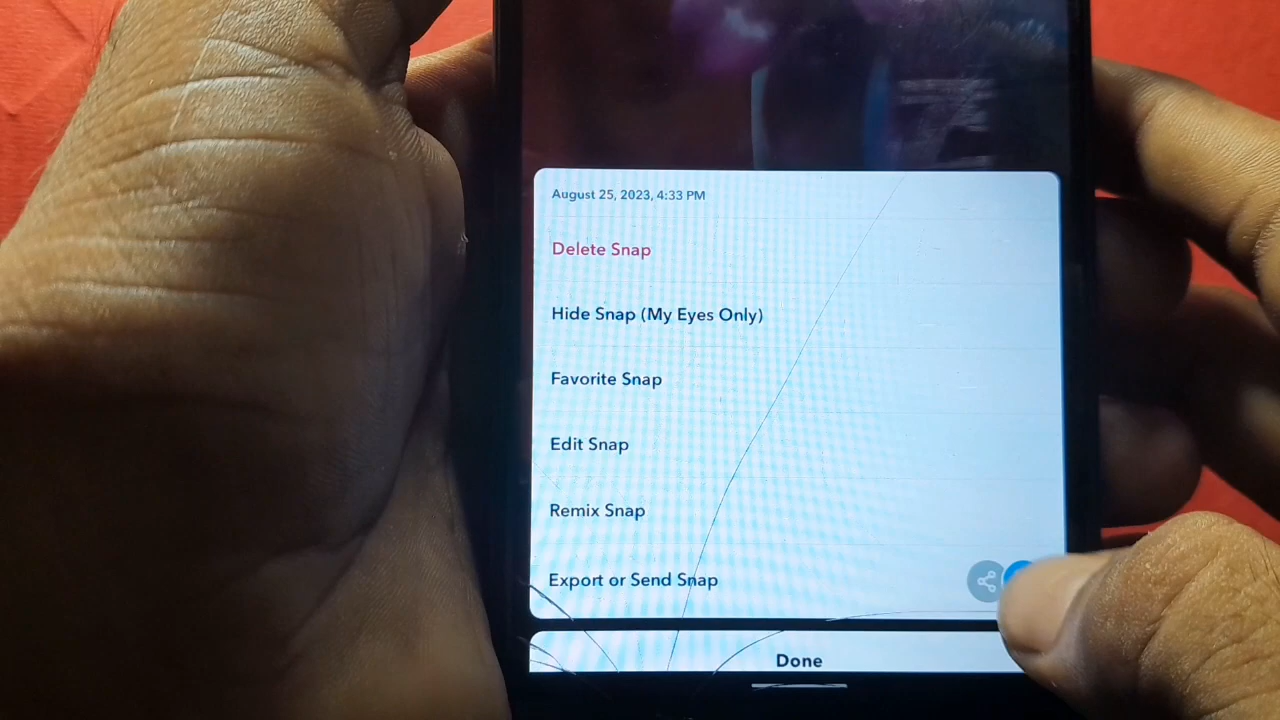 August 25, 2023, 4:33 PM
Delete Snap
Hide Snap (My Eyes Only)
Favorite Snap
Edit Snap
Remix Snap
Export or Send Snap
Done